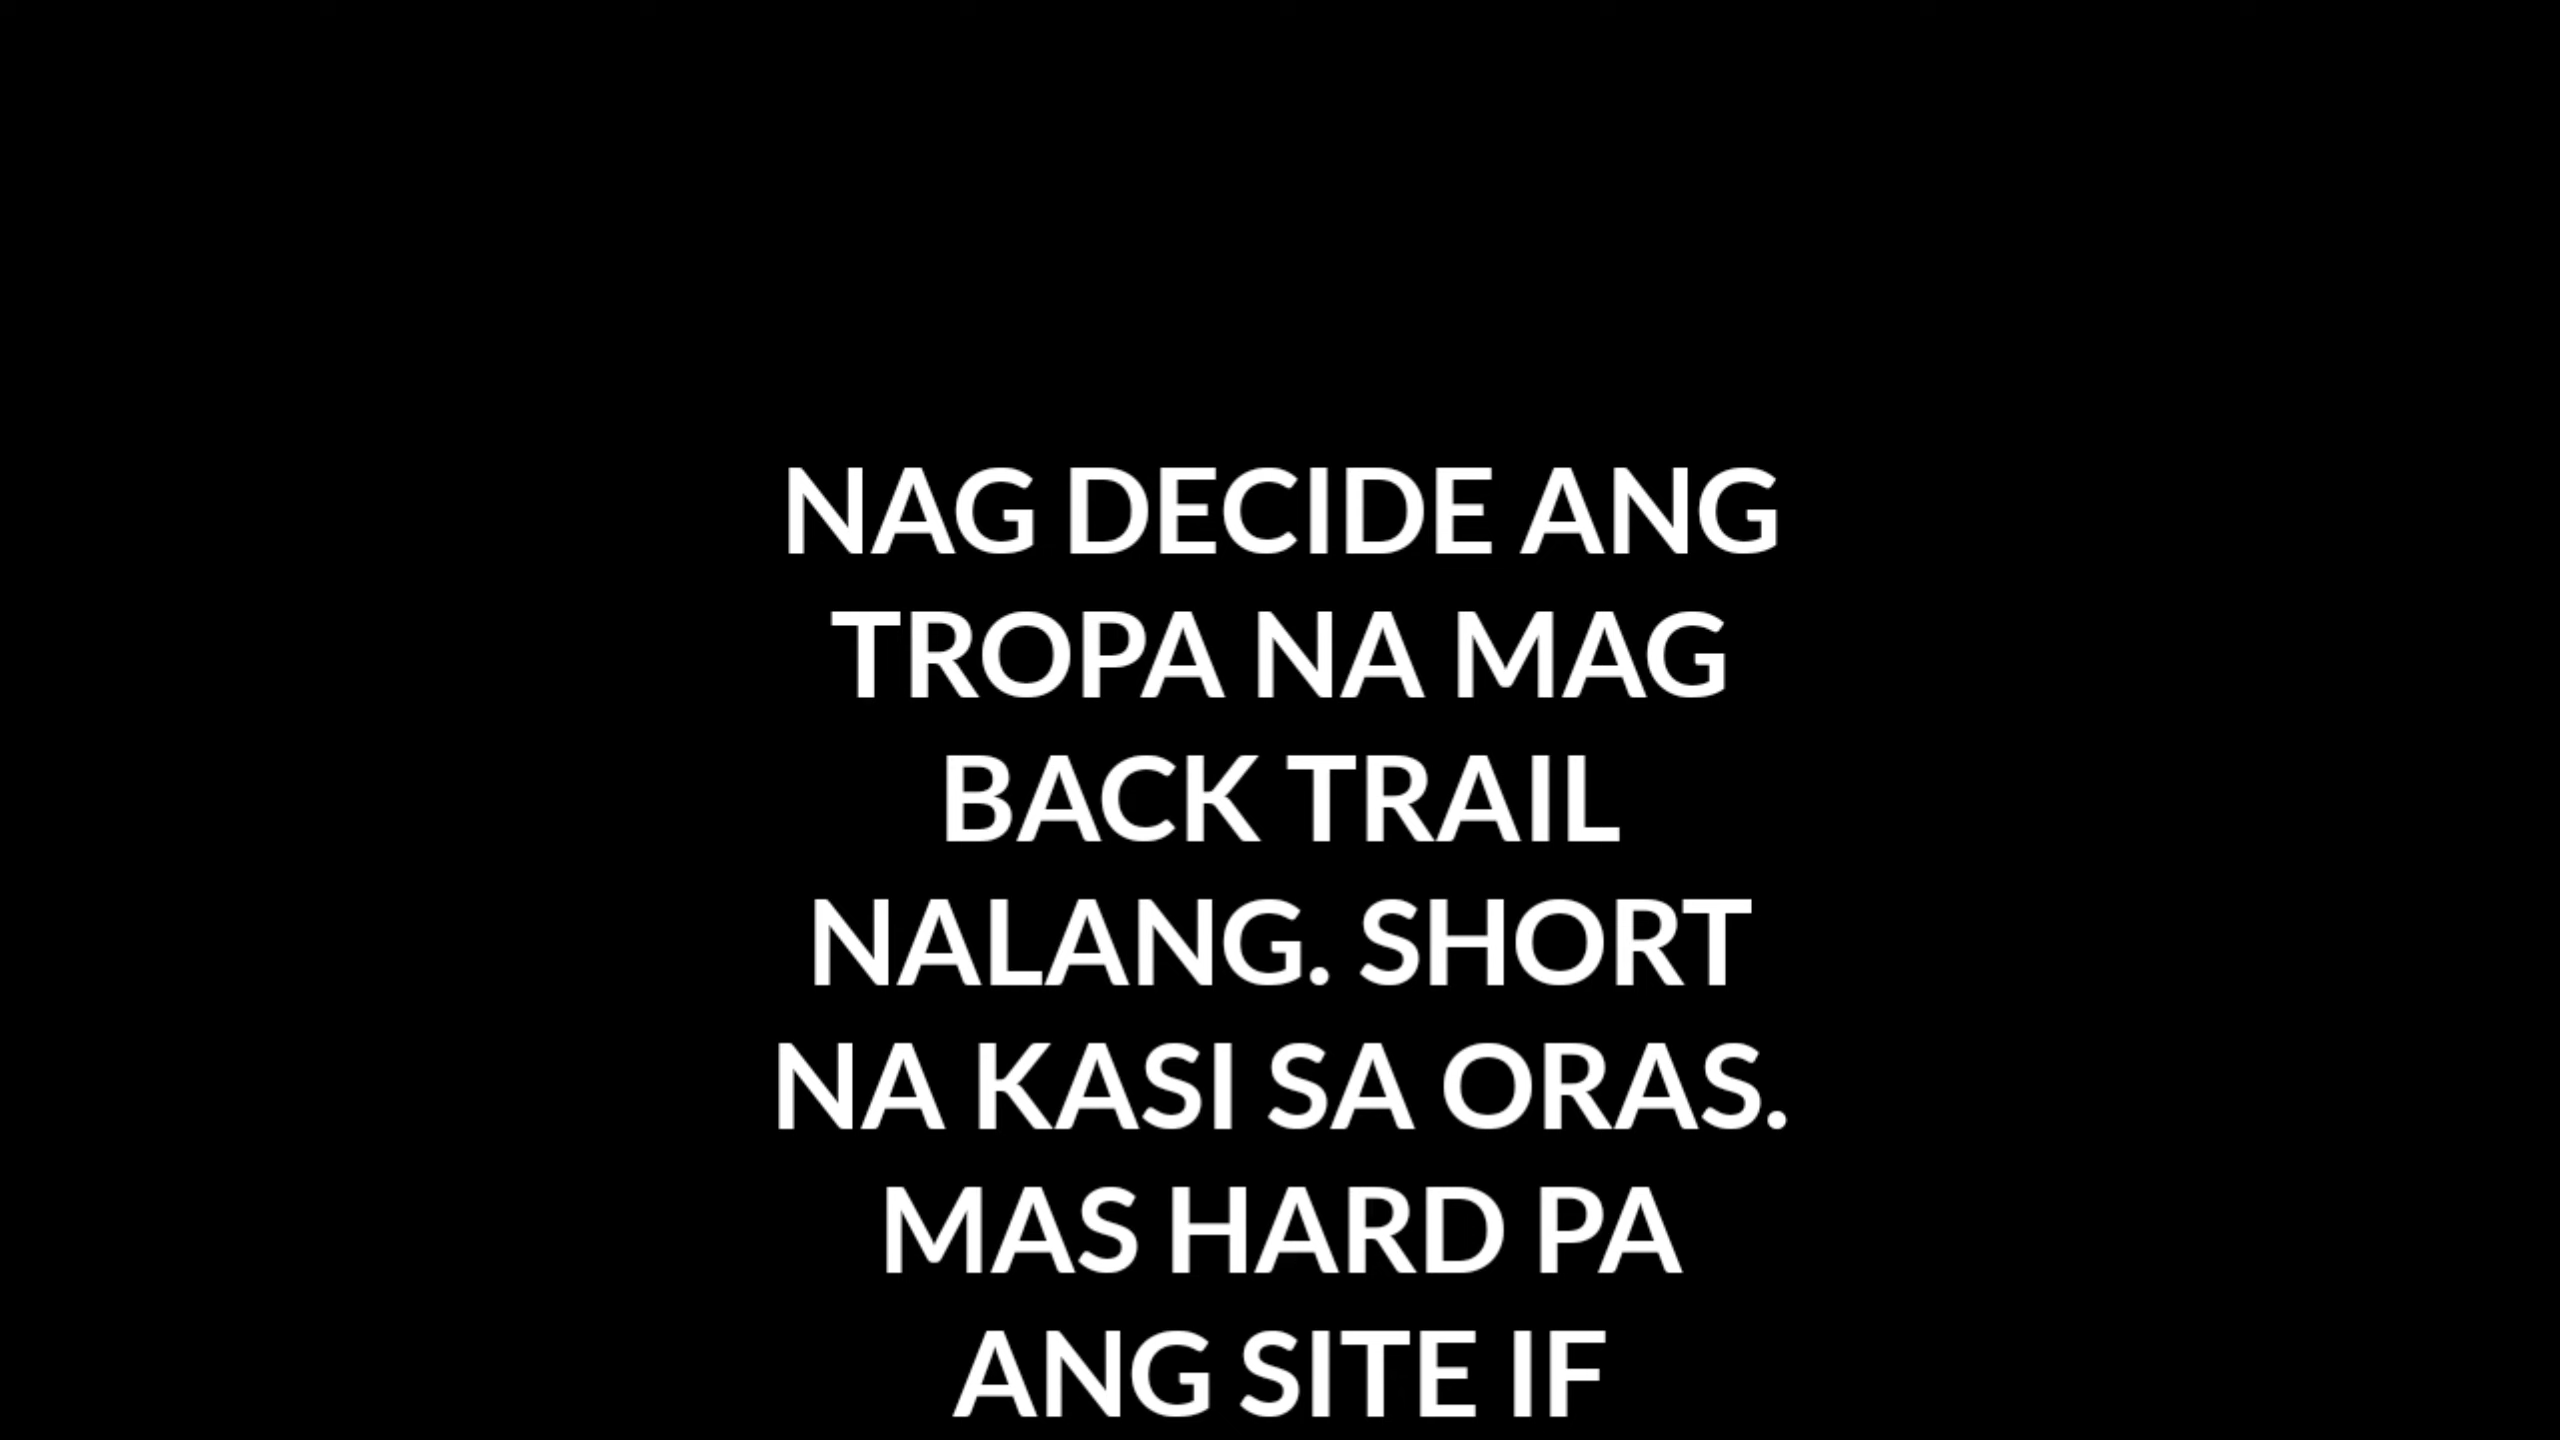 NAG DECIDE ANG
TROPA NA MAG
BACK TRAIL
NALANG. SHORT
NA KASI SA ORAS.
MAS HARD PA
ANG SITE IF